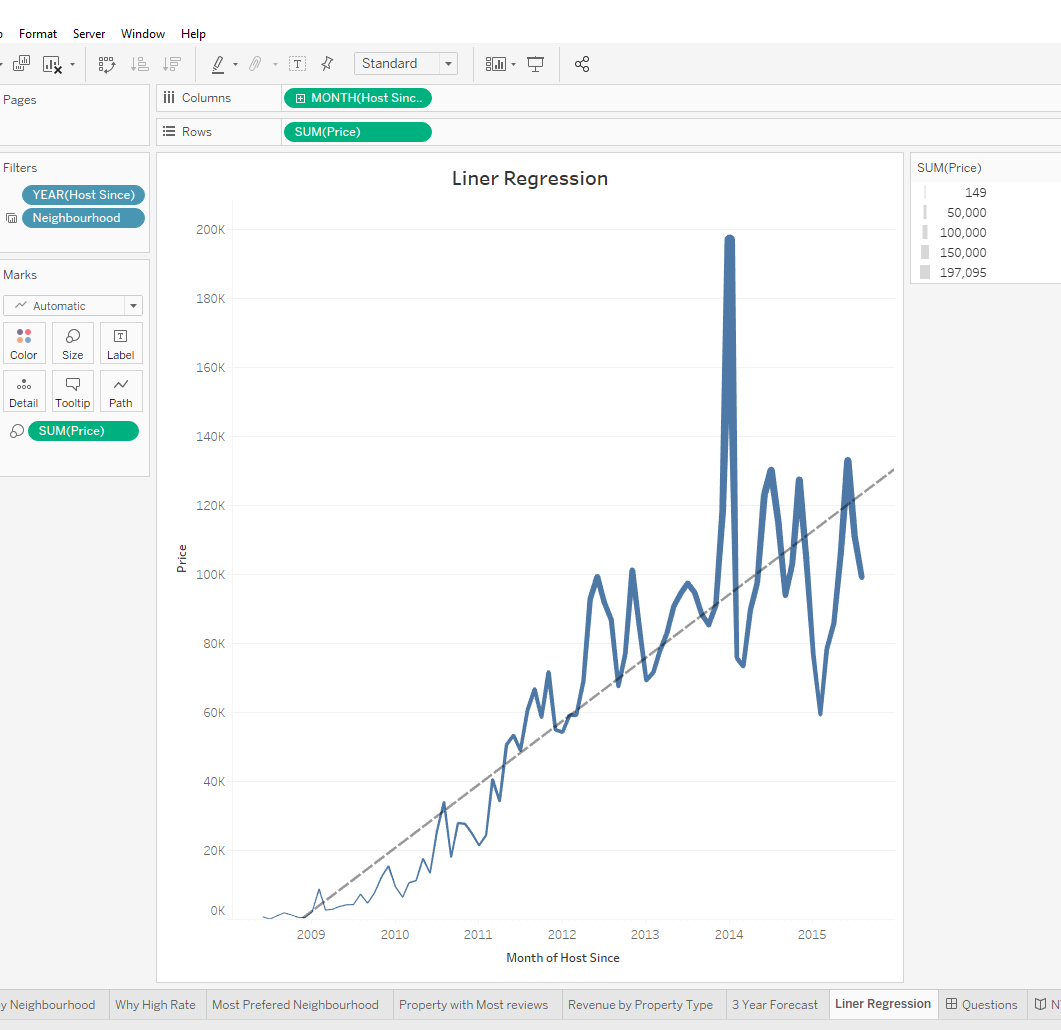 Format Server Window Help
Standard
Pages
Columns MONTH(Host Sinc..
Rows SUM(Price)
Filters
YEAR(Host Since)
Neighbourhood
Marks
Automatic
Color Size Label
Detail Tooltip Path
SUM(Price)
Liner Regression
200K
180K
160K
140K
120K
100K
80K
60K
40K
20K
0K
Price
2009 2010 2011 2012 2013 2014 2015
Month of Host Since
SUM(Price)
149
50,000
100,000
150,000
197,095
y Neighbourhood Why High Rate Most Prefered Neighbourhood Property with Most reviews Revenue by Property Type 3 Year Forecast Liner Regression Questions